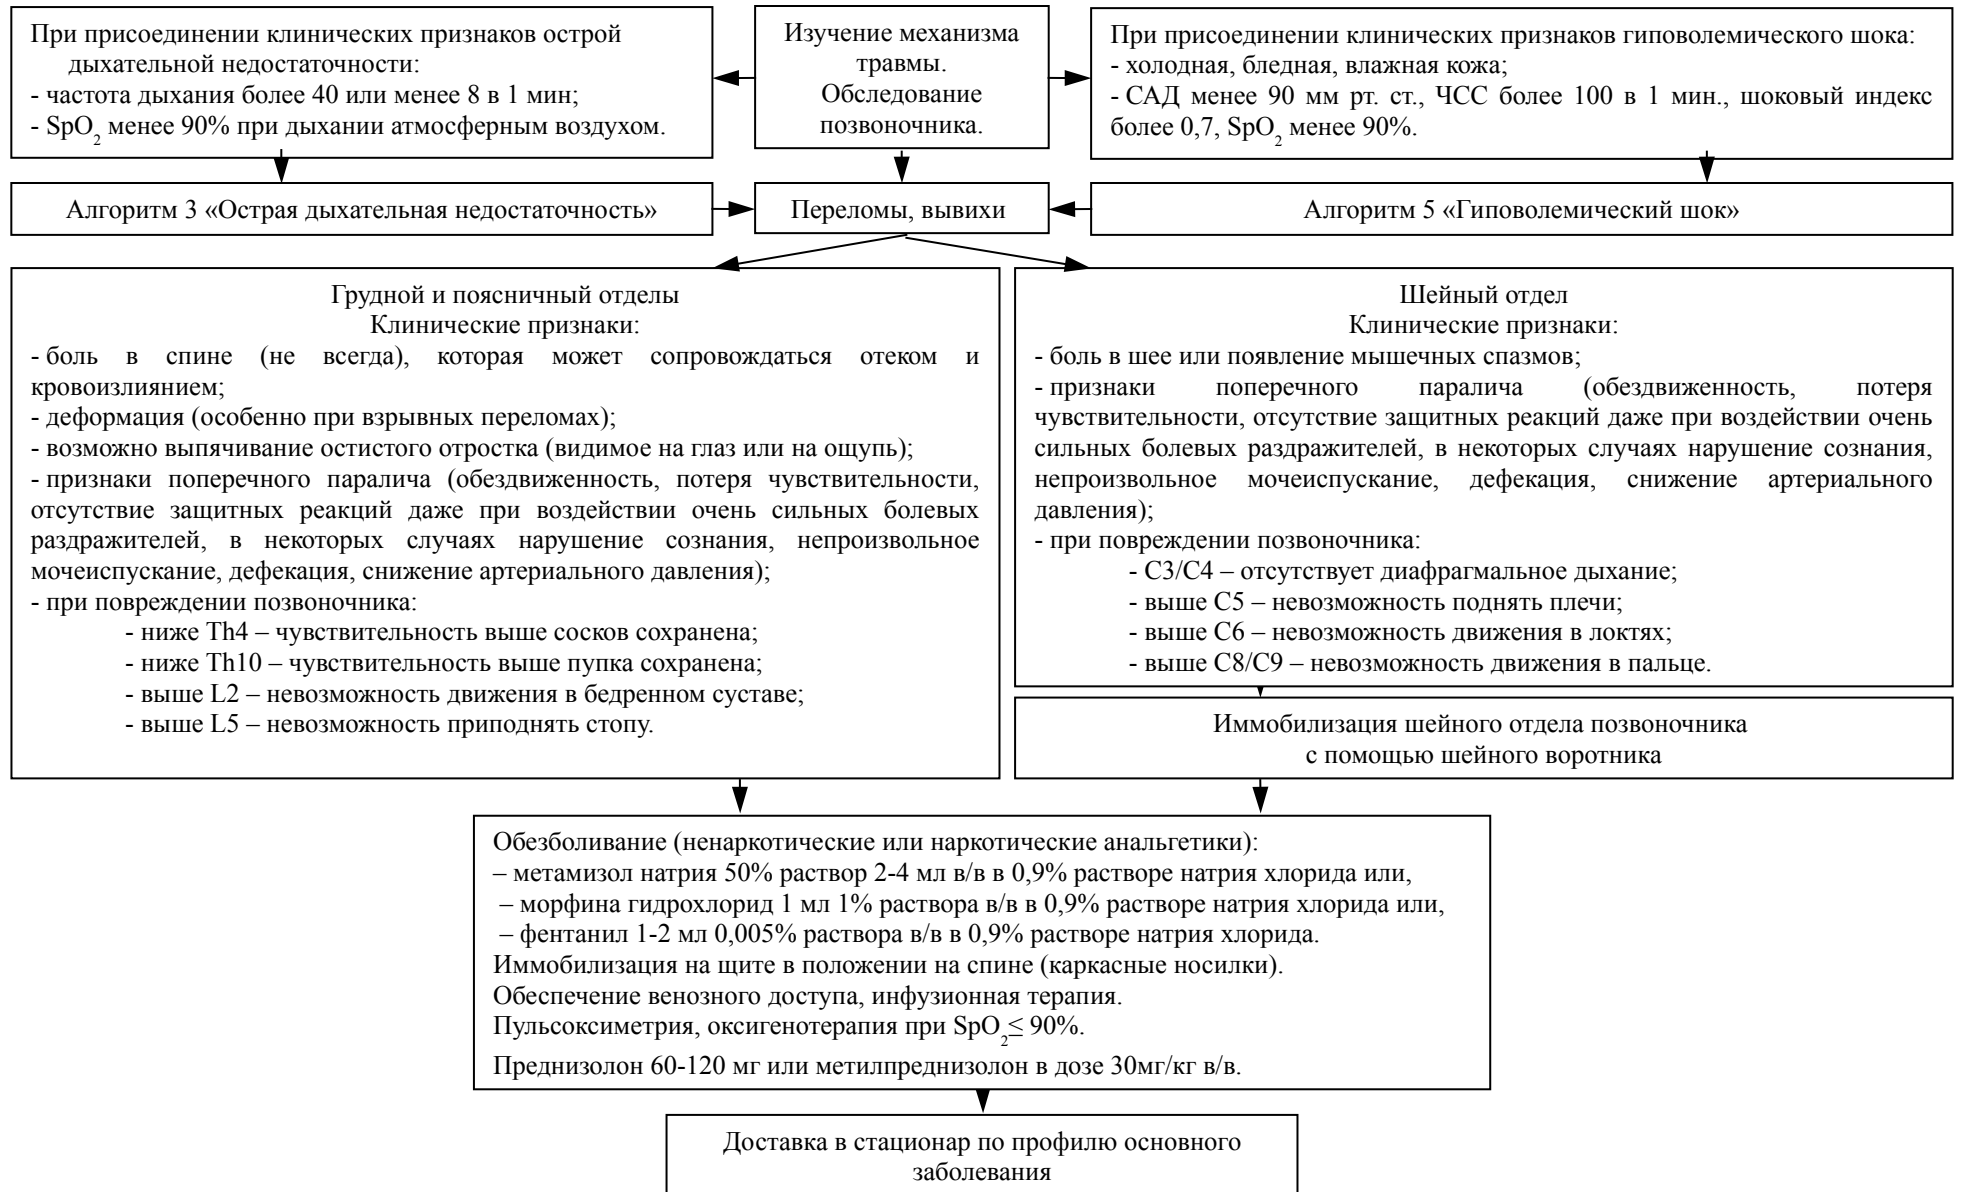 При присоединении клинических признаков острой
дыхательной недостаточности:
- частота дыхания более 40 или менее 8 в 1 мин;
- SpO2 менее 90% при дыхании атмосферным воздухом.
Изучение механизма
травмы.
Обследование
позвоночника.
При присоединении клинических признаков гиповолемического шока:
- холодная, бледная, влажная кожа;
- САД менее 90 мм рт. ст., ЧСС более 100 в 1 мин., шоковый индекс
более 0,7, SpO2 менее 90%.
Алгоритм 3 «Острая дыхательная недостаточность»
Переломы, вывихи
Алгоритм 5 «Гиповолемический шок»
Грудной и поясничный отделы
Клинические признаки:
- боль в спине (не всегда), которая может сопровождаться отеком и
кровоизлиянием;
- деформация (особенно при взрывных переломах);
- возможно выпячивание остистого отростка (видимое на глаз или на ощупь);
- признаки поперечного паралича (обездвиженность, потеря чувствительности,
отсутствие защитных реакций даже при воздействии очень сильных болевых
раздражителей, в некоторых случаях нарушение сознания, непроизвольное
мочеиспускание, дефекация, снижение артериального давления);
- при повреждении позвоночника:
- ниже Th4 – чувствительность выше сосков сохранена;
- ниже Th10 – чувствительность выше пупка сохранена;
- выше L2 – невозможность движения в бедренном суставе;
- выше L5 – невозможность приподнять стопу.
Шейный отдел
Клинические признаки:
- боль в шее или появление мышечных спазмов;
- признаки поперечного паралича (обездвиженность, потеря
чувствительности, отсутствие защитных реакций даже при воздействии очень
сильных болевых раздражителей, в некоторых случаях нарушение сознания,
непроизвольное мочеиспускание, дефекация, снижение артериального
давления);
- при повреждении позвоночника:
- С3/С4 – отсутствует диафрагмальное дыхание;
- выше С5 – невозможность поднять плечи;
- выше С6 – невозможность движения в локтях;
- выше С8/С9 – невозможность движения в пальце.
Иммобилизация шейного отдела позвоночника
с помощью шейного воротника
Обезболивание (ненаркотические или наркотические анальгетики):
– метамизол натрия 50% раствор 2-4 мл в/в в 0,9% растворе натрия хлорида или,
– морфина гидрохлорид 1 мл 1% раствора в/в в 0,9% растворе натрия хлорида или,
– фентанил 1-2 мл 0,005% раствора в/в в 0,9% растворе натрия хлорида.
Иммобилизация на щите в положении на спине (каркасные носилки).
Обеспечение венозного доступа, инфузионная терапия.
Пульсоксиметрия, оксигенотерапия при SpO2≤ 90%.
Преднизолон 60-120 мг или метилпреднизолон в дозе 30мг/кг в/в.
Доставка в стационар по профилю основного
заболевания